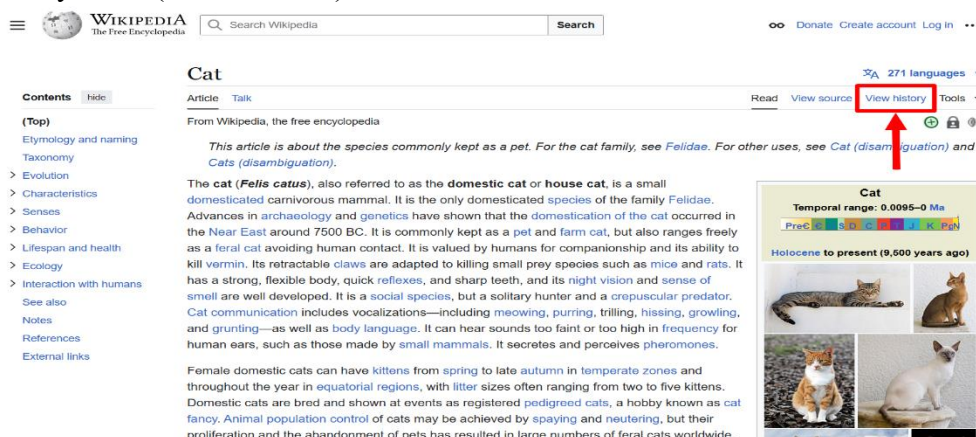 WIKIPEDIA
The Free Encyclopedia
Search Wikipedia
Search
Donate Create account Log in
Cat
271 languages
Contents hide
Article Talk
Read View source View history Tools
(Top)
From Wikipedia, the free encyclopedia
Etymology and naming
Taxonomy
Evolution
Characteristics
Senses
Behavior
Lifespan and health
Ecology
Interaction with humans
See also
Notes
References
External links
This article is about the species commonly kept as a pet. For the cat family, see Felidae. For other uses, see Cat (disambiguation) and
Cats (disambiguation).
The cat (Felis catus), also referred to as the domestic cat or house cat, is a small
domesticated carnivorous mammal. It is the only domesticated species of the family Felidae.
Advances in archaeology and genetics have shown that the domestication of the cat occurred in
the Near East around 7500 BC. It is commonly kept as a pet and farm cat, but also ranges freely
as a feral cat avoiding human contact. It is valued by humans for companionship and its ability to
kill vermin. Its retractable claws are adapted to killing small prey species such as mice and rats. It
has a strong, flexible body, quick reflexes, and sharp teeth, and its night vision and sense of
smell are well developed. It is a social species, but a solitary hunter and a crepuscular predator.
Cat communication includes vocalizations—including meowing, purring, trilling, hissing, growling,
and grunting—as well as body language. It can hear sounds too faint or too high in frequency for
human ears, such as those made by small mammals. It secretes and perceives pheromones.
Female domestic cats can have kittens from spring to late autumn in temperate zones and
throughout the year in equatorial regions, with litter sizes often ranging from two to five kittens.
Domestic cats are bred and shown at events as registered pedigreed cats, a hobby known as cat
fancy. Animal population control of cats may be achieved by spaying and neutering, but their
proliferation and the abandonment of pets has resulted in large numbers of feral cats worldwide
Cat
Temporal range: 0.0095–0 Ma
PreꞒ Ꞓ S D C P T J K PgN
Holocene to present (9,500 years ago)